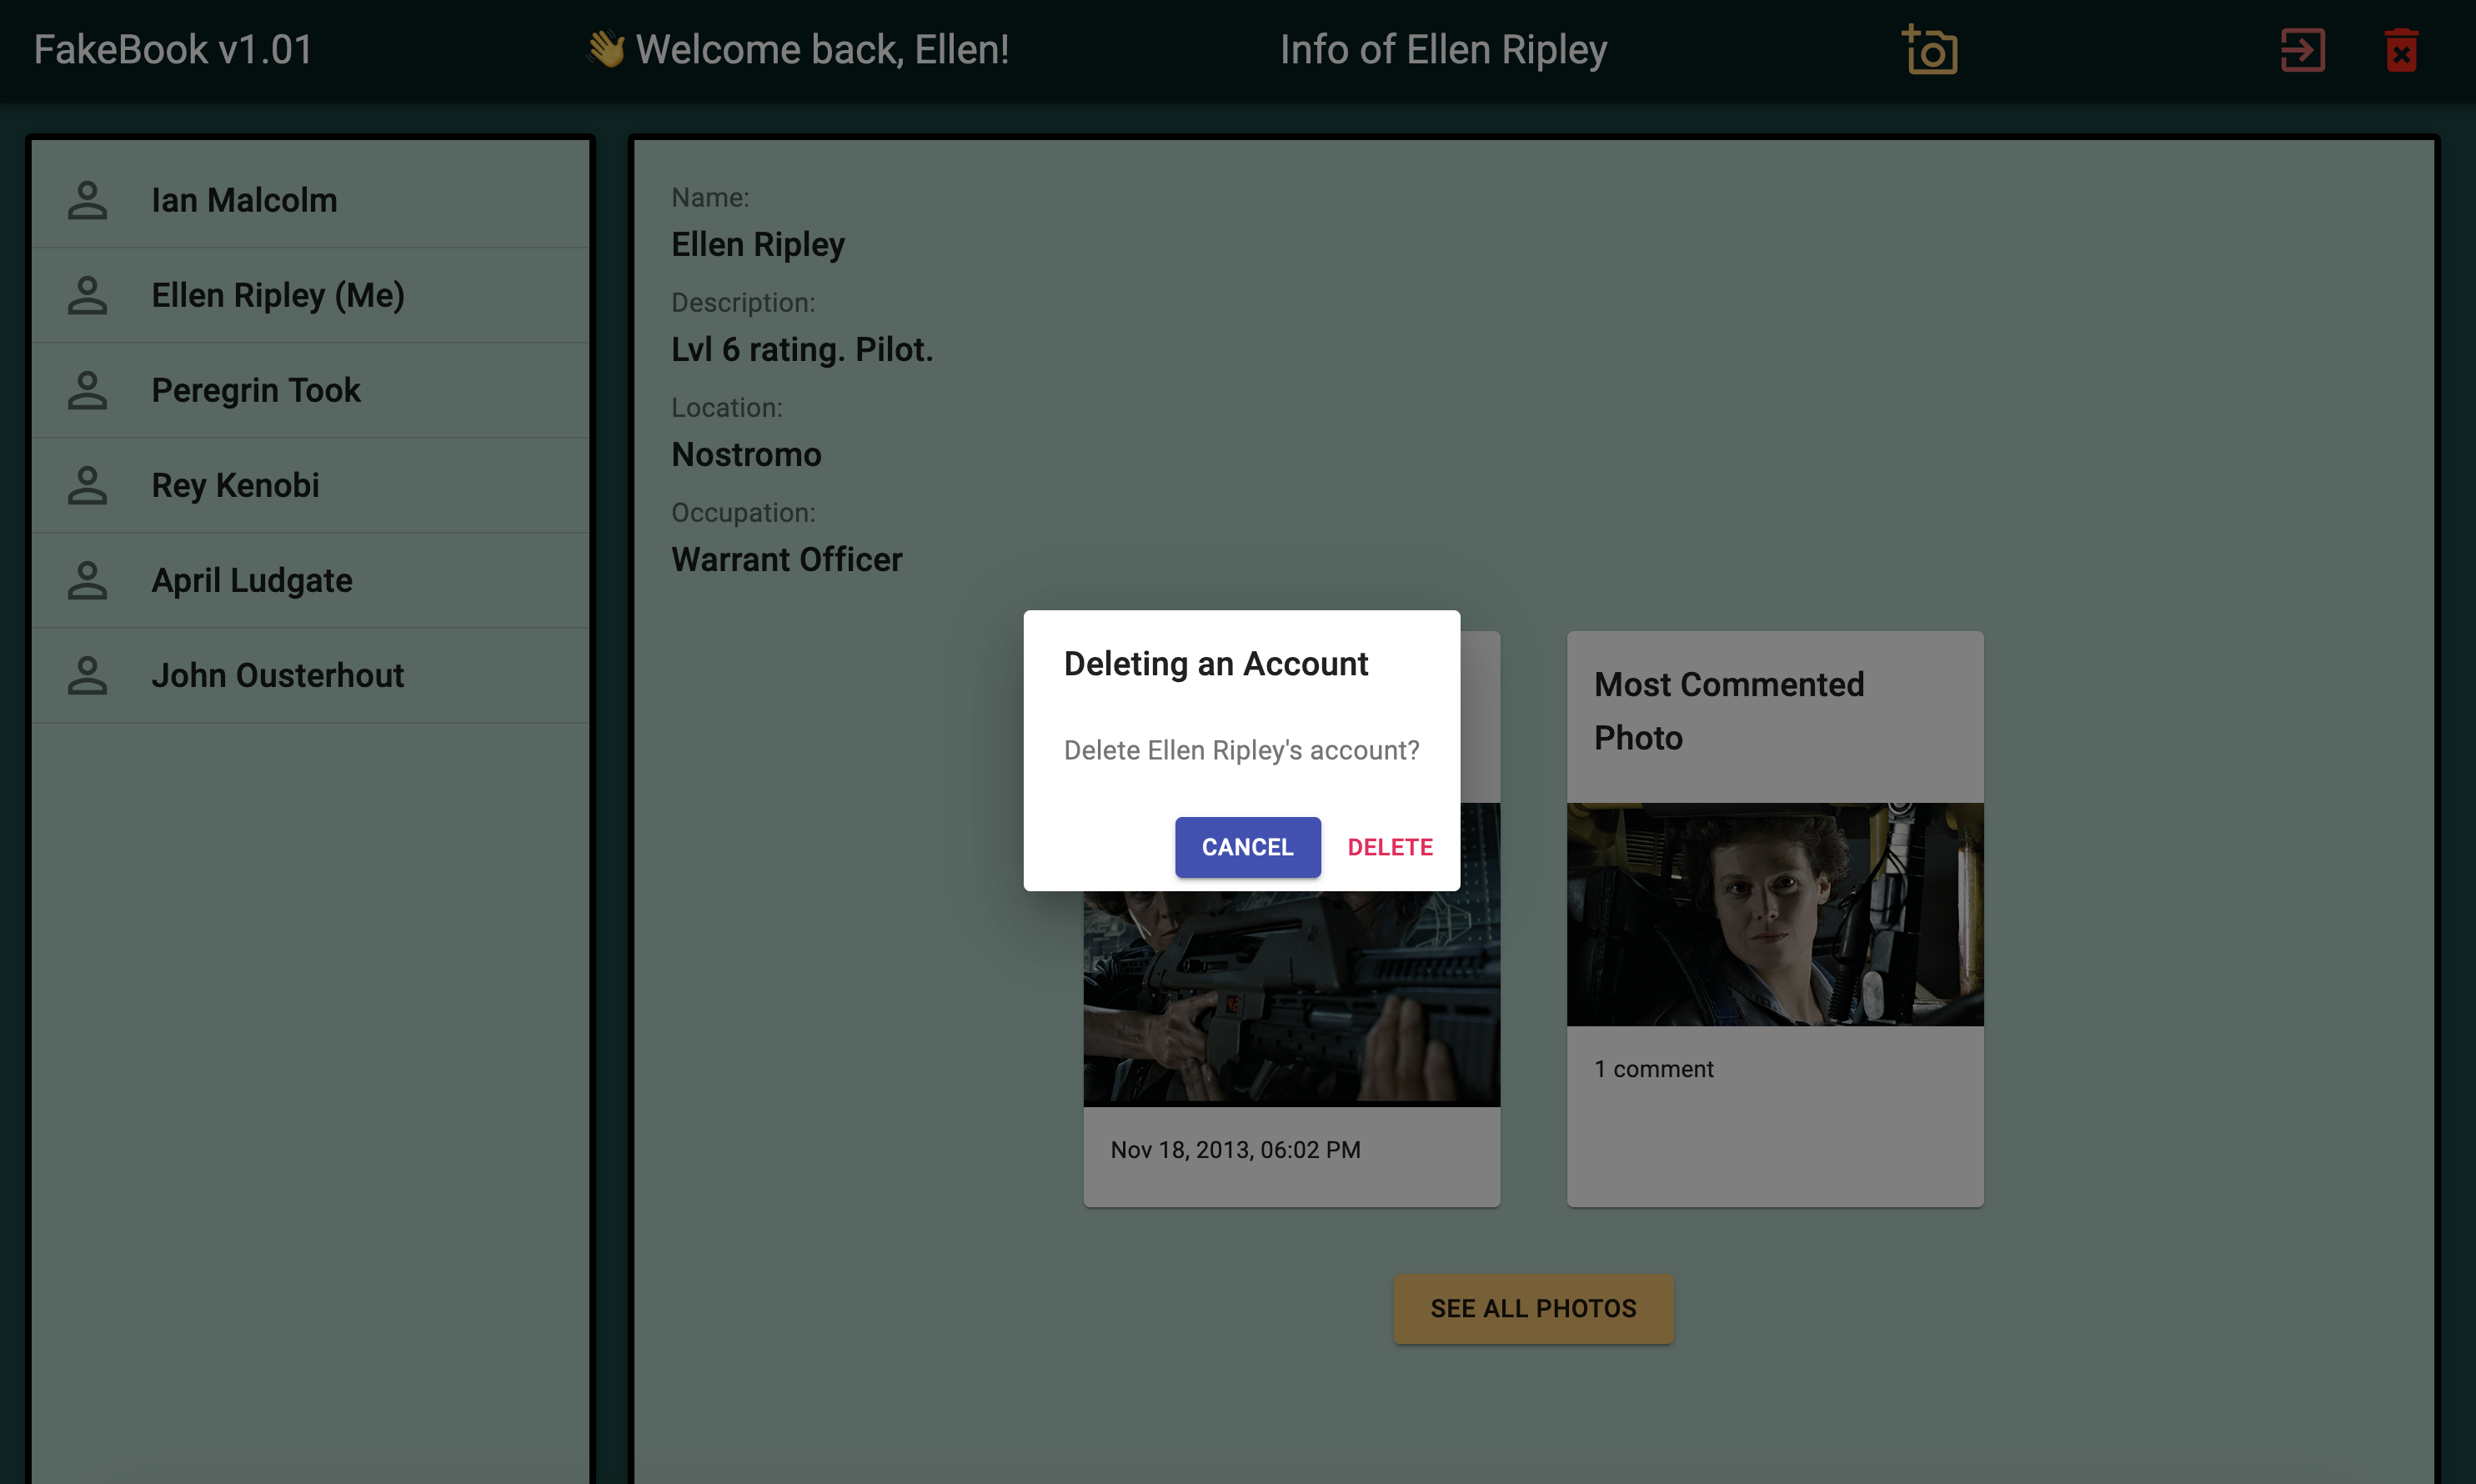 FakeBook v1.01
👋 Welcome back, Ellen!
Info of Ellen Ripley
Ian Malcolm
Ellen Ripley (Me)
Peregrin Took
Rey Kenobi
April Ludgate
John Ousterhout
Name:
Ellen Ripley
Description:
Lvl 6 rating. Pilot.
Location:
Nostromo
Occupation:
Warrant Officer
Deleting an Account
Delete Ellen Ripley's account?
CANCEL
DELETE
Nov 18, 2013, 06:02 PM
Most Commented
Photo
1 comment
SEE ALL PHOTOS